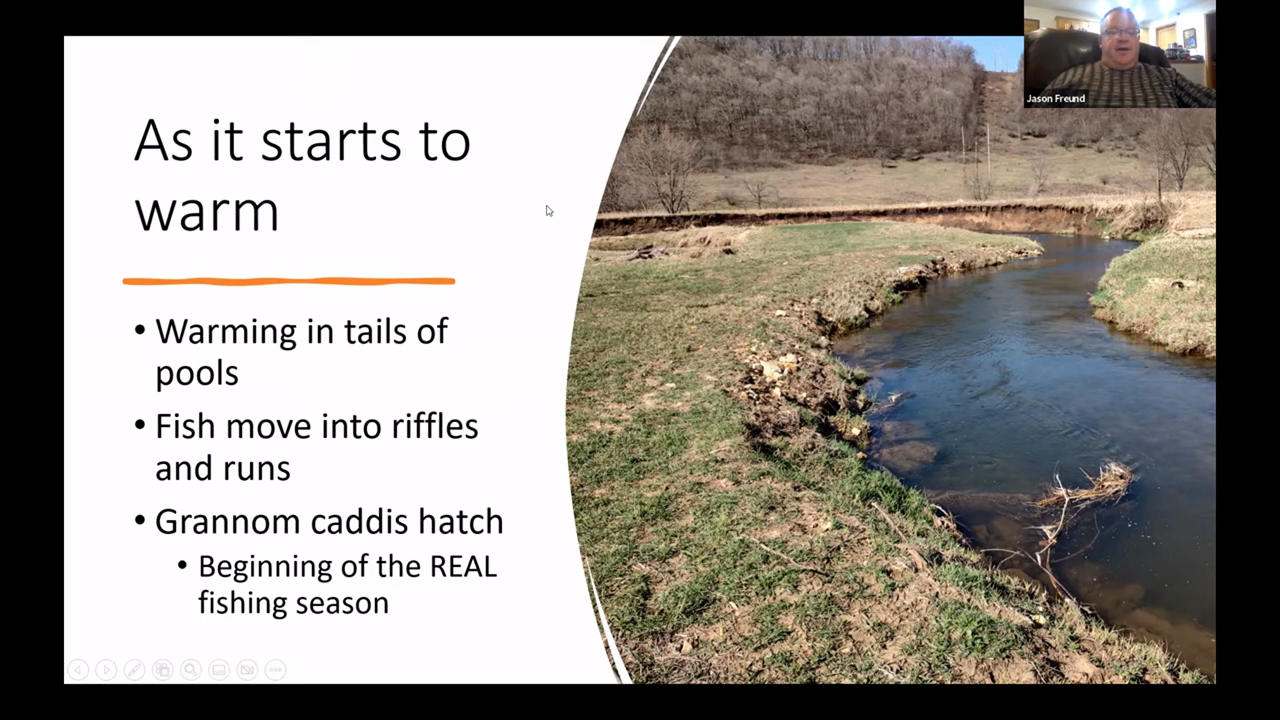 Jason Freund
As it starts to
warm
• Warming in tails of
pools
• Fish move into riffles
and runs
• Grannom caddis hatch
• Beginning of the REAL
fishing season